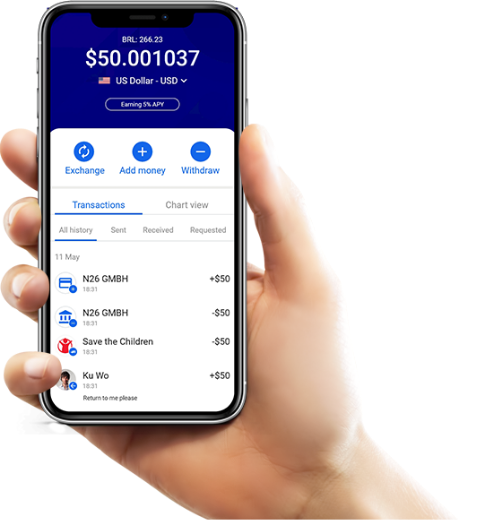 BRL: 266.23
$50.001037
US Dollar - USD
Earning 5% APY
Exchange
Add money
Withdraw
Transactions
Chart view
All history
Sent
Received
Requested
11 May
N26 GMBH
+$50
18:31
N26 GMBH
-$50
18:31
Save the Children
-$50
18:31
Ku Wo
+$50
18:31
Return to me please